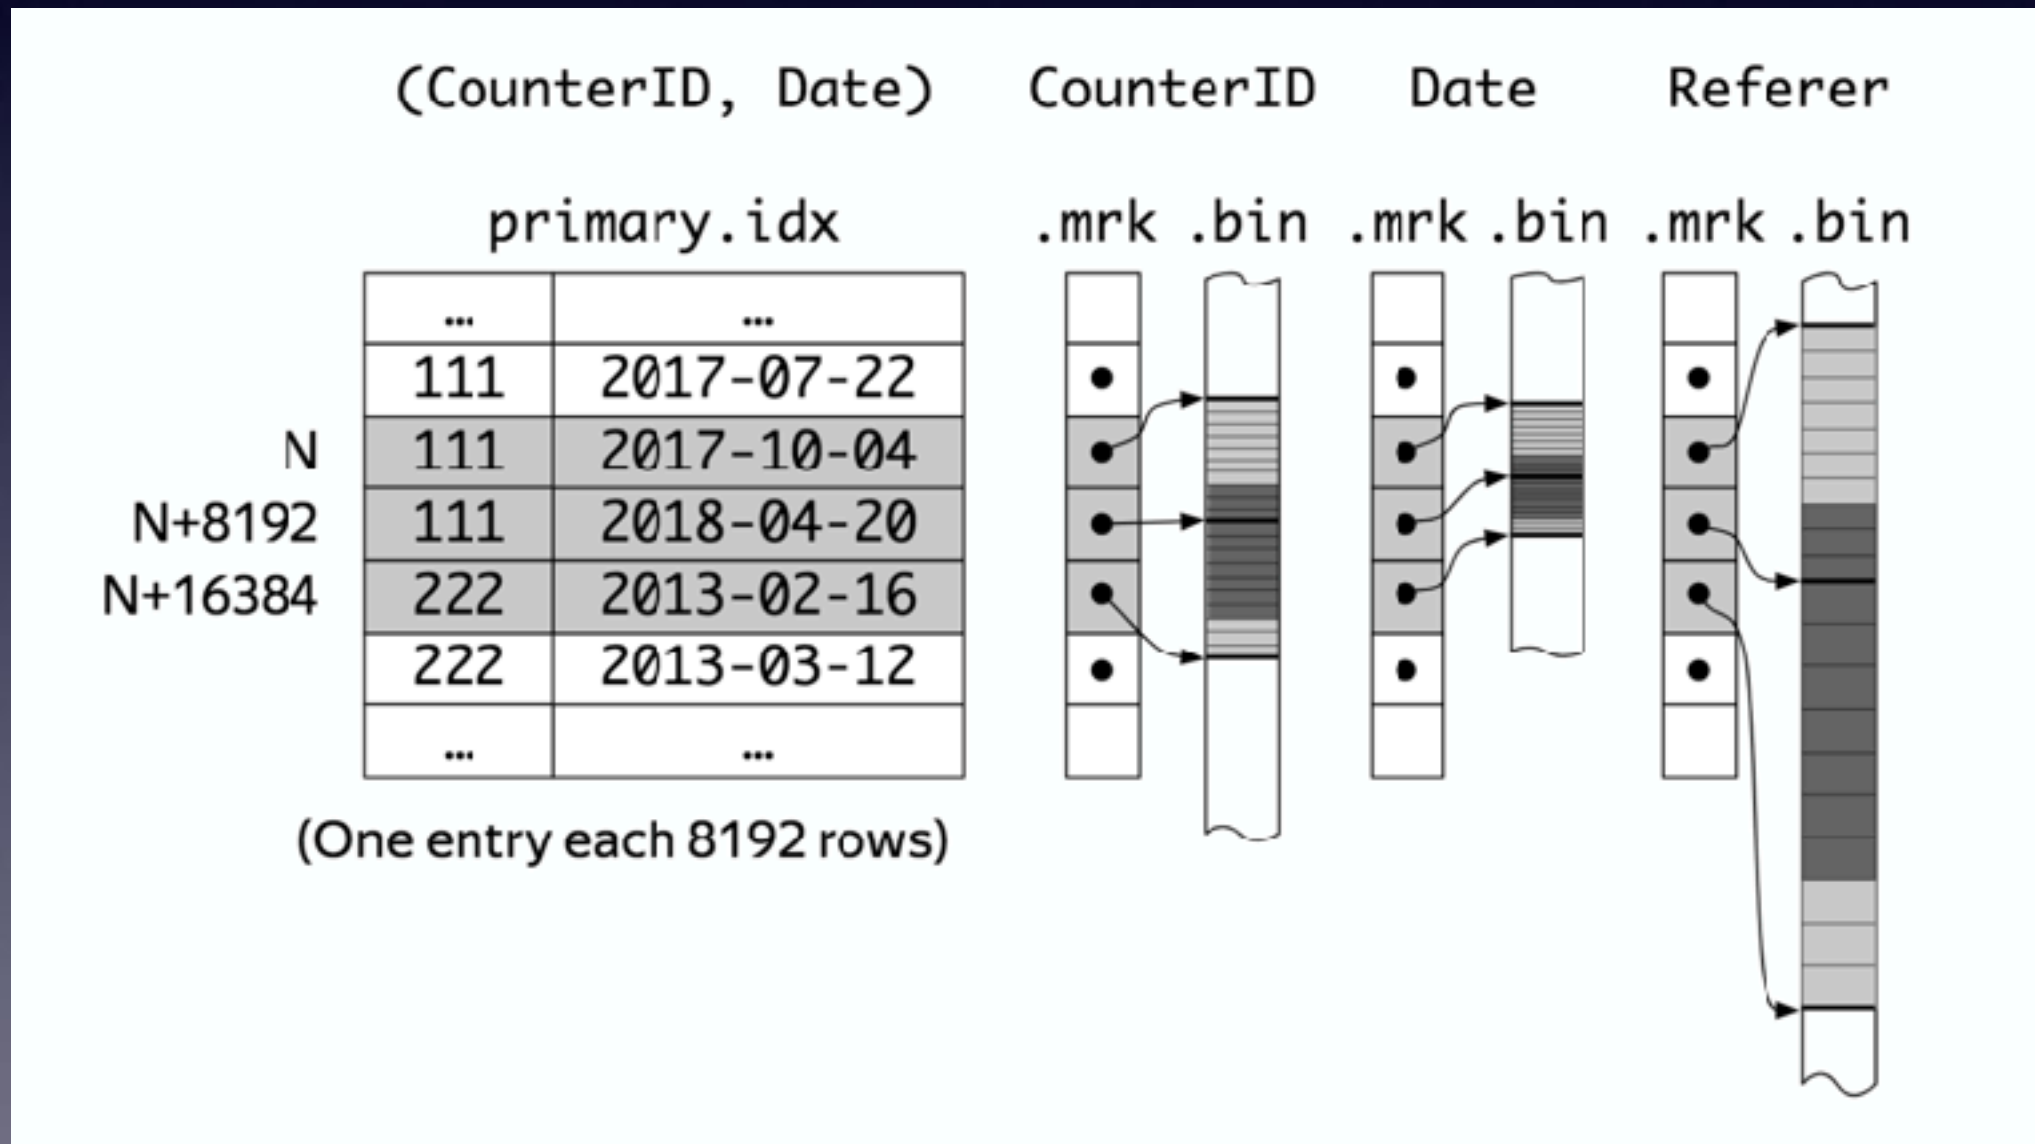 (CounterID, Date) CounterID Date Referer
primary.idx .mrk .bin .mrk .bin .mrk .bin
... ...
111 2017-07-22
N 111 2017-10-04
N+8192 111 2018-04-20
N+16384 222 2013-02-16
222 2013-03-12
... ...
(One entry each 8192 rows)